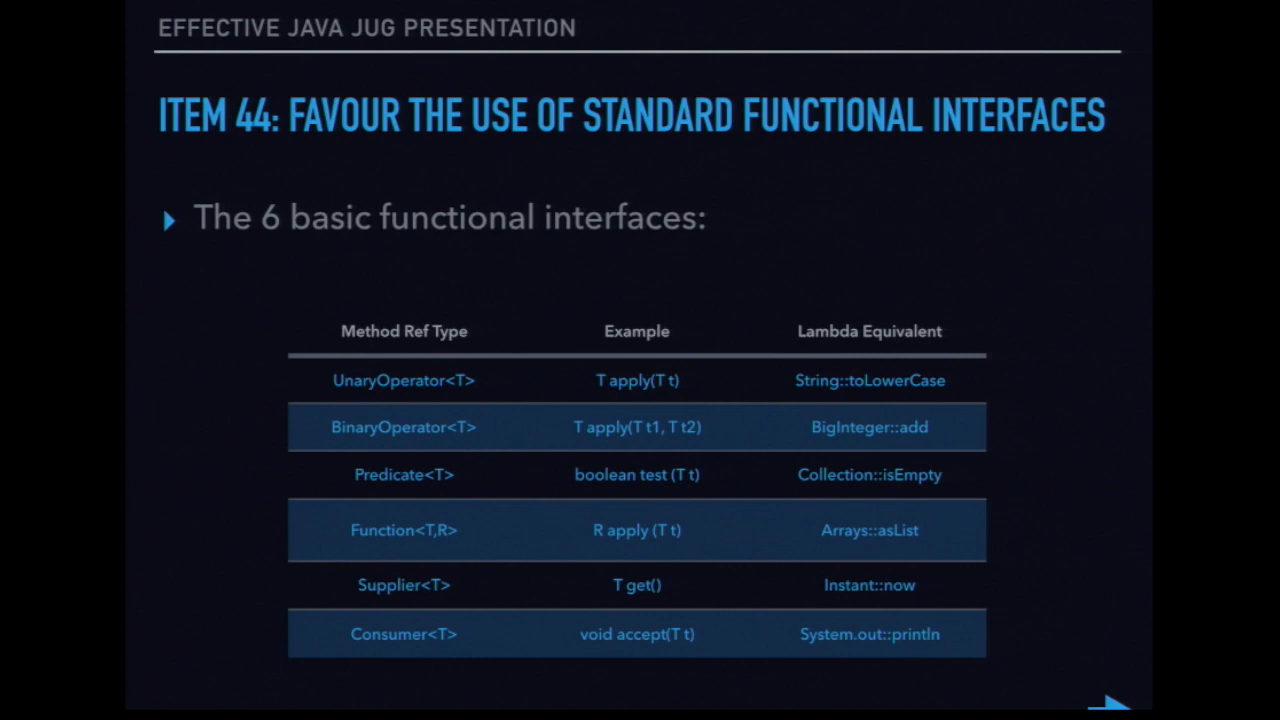 EFFECTIVE JAVA JUG PRESENTATION
ITEM 44: FAVOUR THE USE OF STANDARD FUNCTIONAL INTERFACES
The 6 basic functional interfaces:
Method Ref Type Example Lambda Equivalent
UnaryOperator<T> T apply(T t) String::toLowerCase
BinaryOperator<T> T apply(T t1, T t2) BigInteger::add
Predicate<T> boolean test (T t) Collection::isEmpty
Function<T,R> R apply (T t) Arrays::asList
Supplier<T> T get() Instant::now
Consumer<T> void accept(T t) System.out::println